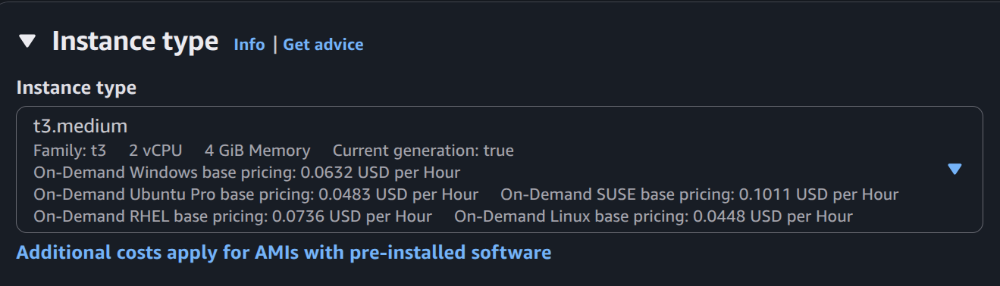 Instance type Info | Get advice
Instance type
t3.medium
Family: t3 2 vCPU 4 GiB Memory Current generation: true
On-Demand Windows base pricing: 0.0632 USD per Hour
On-Demand Ubuntu Pro base pricing: 0.0483 USD per Hour On-Demand SUSE base pricing: 0.1011 USD per Hour
On-Demand RHEL base pricing: 0.0736 USD per Hour On-Demand Linux base pricing: 0.0448 USD per Hour
Additional costs apply for AMIs with pre-installed software